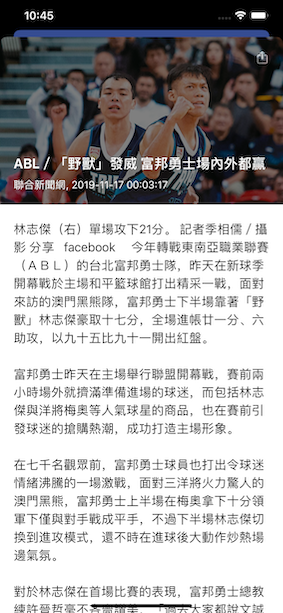 10:45
ABL / 「野獸」發威 富邦勇士場內外都贏
聯合新聞網, 2019-11-17 00:03:17
林志傑（右）單場攻下21分。 記者季相儒／攝
影 分享 facebook 今年轉戰東南亞職業聯賽
（ＡＢＬ）的台北富邦勇士隊，昨天在新球季
開幕戰於主場和平籃球館打出精采一戰，面對
來訪的澳門黑熊隊，富邦勇士下半場靠著「野
獸」林志傑豪取十七分，全場進帳廿一分、六
助攻，以九十五比九十一開出紅盤。
富邦勇士昨天在主場舉行聯盟開幕戰，賽前兩
小時場外就擠滿準備進場的球迷，而包括林志
傑與洋將梅奧等人氣球星的商品，也在賽前引
發球迷的搶購熱潮，成功打造主場形象。
在七千名觀眾前，富邦勇士球員也打出令球迷
情緒沸騰的一場激戰，面對三洋將火力驚人的
澳門黑熊，富邦勇士上半場在梅奧拿下十分領
軍下僅與對手戰成平手，不過下半場林志傑切
換到進攻模式，還不時在進球後大動作炒熱場
邊氣氛。
對於林志傑在首場比賽的表現，富邦勇士總教
練許晉哲毫不吝嗇讚美，「過去大家都說文誠